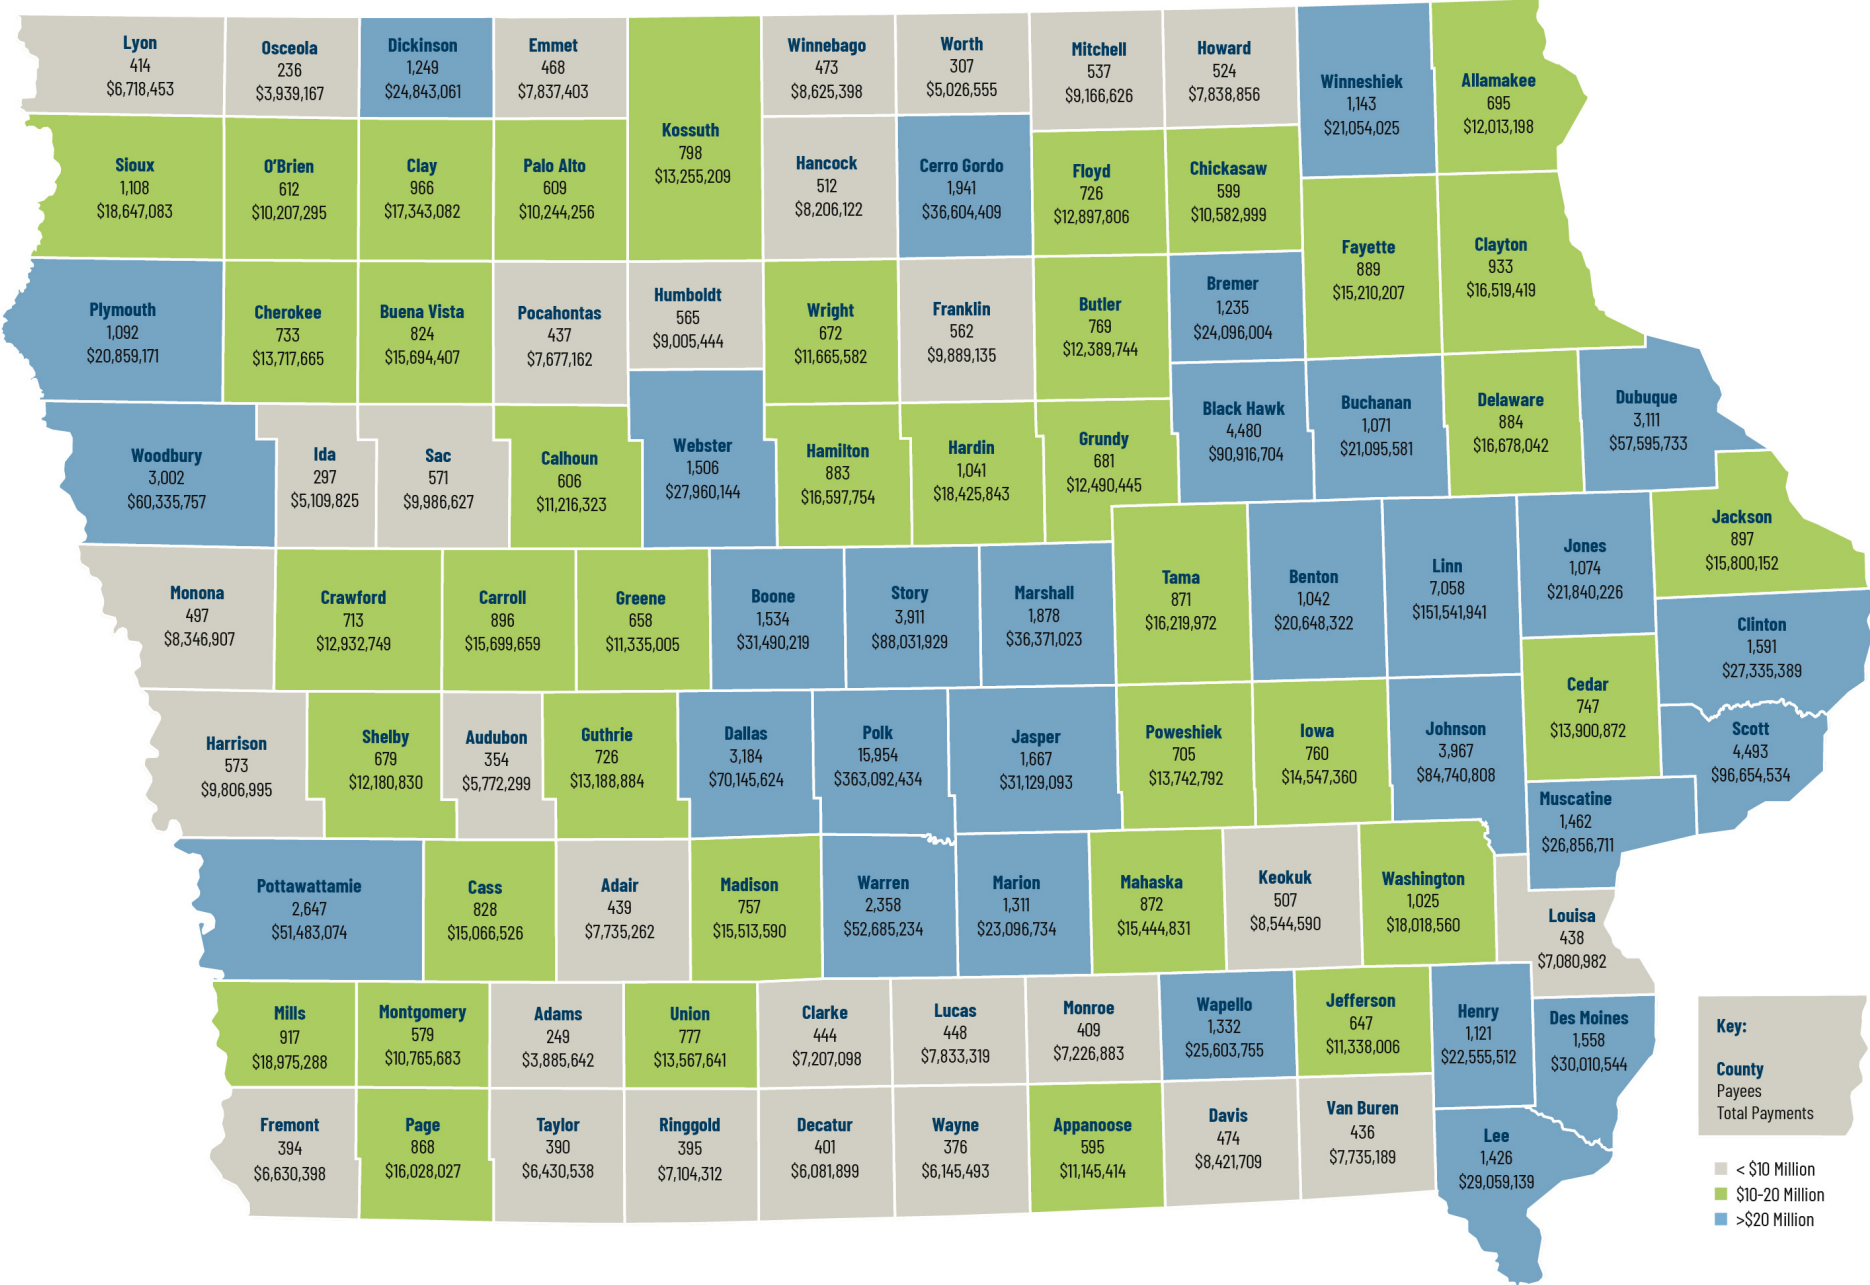 Lyon
414
$6,718,453
Osceola
236
$3,939,167
Dickinson
1,249
$24,843,061
Emmet
468
$7,837,403
Kossuth
798
$13,255,209
Winnebago
473
$8,625,398
Worth
307
$5,026,555
Mitchell
537
$9,166,626
Howard
524
$7,838,856
Winneshiek
1,143
$21,054,025
Allamakee
695
$12,013,198
Sioux
1,108
$18,647,083
O'Brien
612
$10,207,295
Clay
966
$17,343,082
Palo Alto
609
$10,244,256
Hancock
512
$8,206,122
Cerro Gordo
1,941
$36,604,409
Floyd
726
$12,897,806
Chickasaw
599
$10,582,999
Fayette
889
$15,210,207
Clayton
933
$16,519,419
Plymouth
1,092
$20,859,171
Cherokee
733
$13,717,665
Buena Vista
824
$15,694,407
Pocahontas
437
$7,677,162
Humboldt
565
$9,005,444
Wright
672
$11,665,582
Franklin
562
$9,889,135
Butler
769
$12,389,744
Bremer
1,235
$24,096,004
Woodbury
3,002
$60,335,757
Ida
297
$5,109,825
Sac
571
$9,986,627
Calhoun
606
$11,216,323
Webster
1,506
$27,960,144
Hamilton
883
$16,597,754
Hardin
1,041
$18,425,843
Grundy
681
$12,490,445
Black Hawk
4,480
$90,916,704
Buchanan
1,071
$21,095,581
Delaware
884
$16,678,042
Dubuque
3,111
$57,595,733
Monona
497
$8,346,907
Crawford
713
$12,932,749
Carroll
896
$15,699,659
Greene
658
$11,335,005
Boone
1,534
$31,490,219
Story
3,911
$88,031,929
Marshall
1,878
$36,371,023
Tama
871
$16,219,972
Benton
1,042
$20,648,322
Linn
7,058
$151,541,941
Jones
1,074
$21,840,226
Jackson
897
$15,800,152
Clinton
1,591
$27,335,389
Harrison
573
$9,806,995
Shelby
679
$12,180,830
Audubon
354
$5,772,299
Guthrie
726
$13,188,884
Dallas
3,184
$70,145,624
Polk
15,954
$363,092,434
Jasper
1,667
$31,129,093
Poweshiek
705
$13,742,792
Iowa
760
$14,547,360
Johnson
3,967
$84,740,808
Cedar
747
$13,900,872
Scott
4,493
$96,654,534
Muscatine
1,462
$26,856,711
Pottawattamie
2,647
$51,483,074
Cass
828
$15,066,526
Adair
439
$7,735,262
Madison
757
$15,513,590
Warren
2,358
$52,685,234
Marion
1,311
$23,096,734
Mahaska
872
$15,444,831
Keokuk
507
$8,544,590
Washington
1,025
$18,018,560
Louisa
438
$7,080,982
Mills
917
$18,975,288
Montgomery
579
$10,765,683
Adams
249
$3,885,642
Union
777
$13,567,641
Clarke
444
$7,207,098
Lucas
448
$7,833,319
Monroe
409
$7,226,883
Wapello
1,332
$25,603,755
Jefferson
647
$11,338,006
Henry
1,121
$22,555,512
Des Moines
1,558
$30,010,544
Fremont
394
$6,630,398
Page
868
$16,028,027
Taylor
390
$6,430,538
Ringgold
395
$7,104,312
Decatur
401
$6,081,899
Wayne
376
$6,145,493
Appanoose
595
$11,145,414
Davis
474
$8,421,709
Van Buren
436
$7,735,189
Lee
1,426
$29,059,139
Key:
County
Payees
Total Payments
< $10 Million
$10-20 Million
>$20 Million